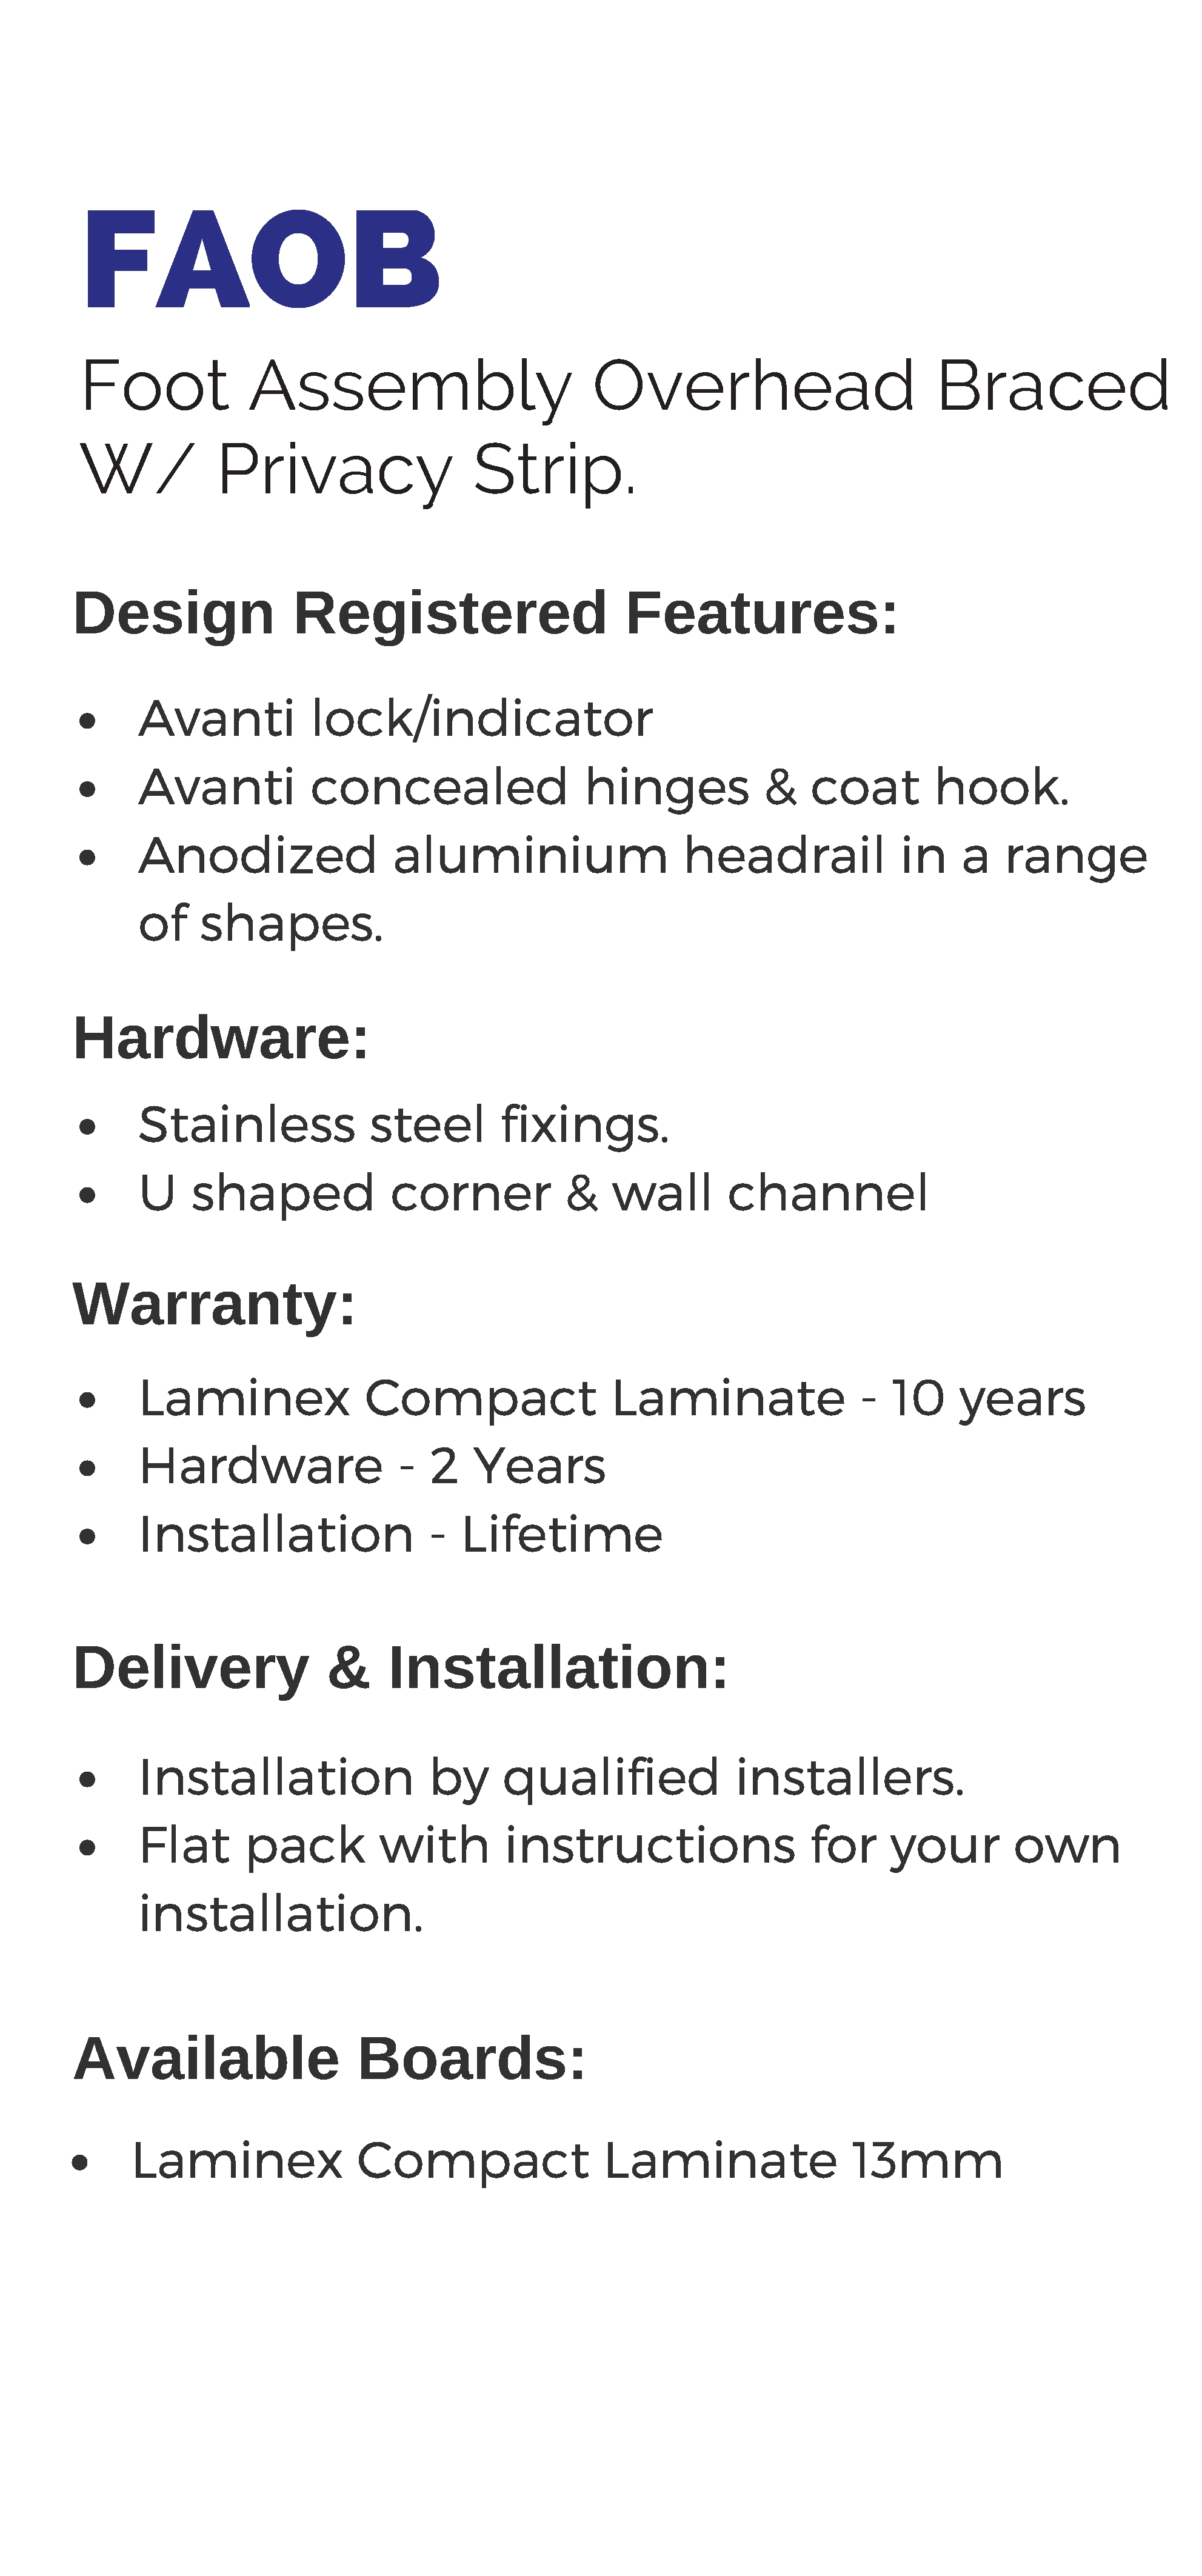 FAOB
Foot Assembly Overhead Braced
W/ Privacy Strip.
Design Registered Features:
• Avanti lock/indicator
• Avanti concealed hinges & coat hook.
• Anodized aluminium headrail in a range
of shapes.
Hardware:
• Stainless steel fixings.
• U shaped corner & wall channel
Warranty:
• Laminex Compact Laminate - 10 years
• Hardware - 2 Years
• Installation - Lifetime
Delivery & Installation:
• Installation by qualified installers.
• Flat pack with instructions for your own
installation.
Available Boards:
• Laminex Compact Laminate 13mm